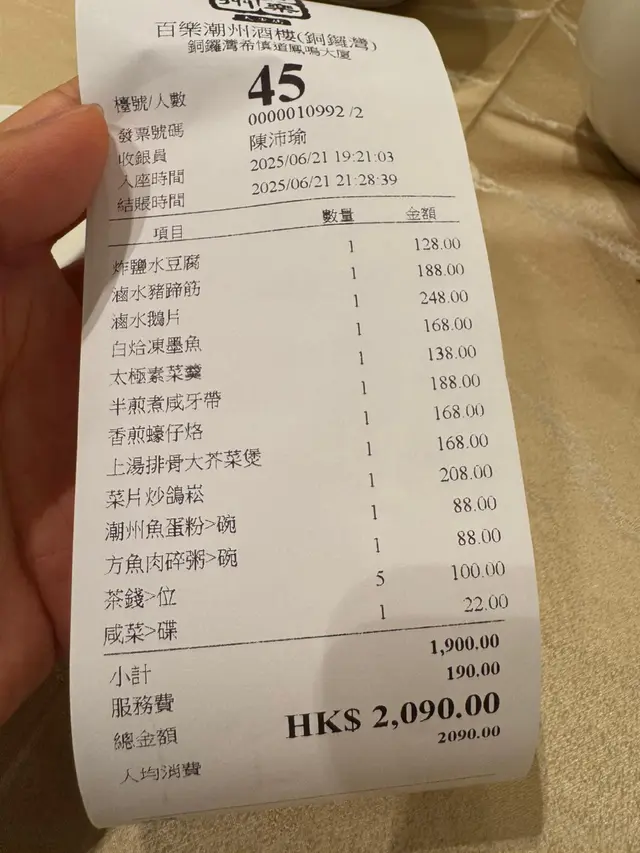 百樂潮州酒樓(銅鑼灣)
銅鑼灣希慎道鳳鳴大廈
檯號/人數 45
發票號碼 0000010992 /2
收銀員 陳沛瑜
入座時間 2025/06/21 19:21:03
結賬時間 2025/06/21 21:28:39
項目 數量 金額
炸鹽水豆腐 1 128.00
滷水豬蹄筋 1 188.00
滷水鵝片 1 248.00
白烚凍墨魚 1 168.00
太極素菜羹 1 138.00
半煎煮咸牙帶 1 188.00
香煎蠔仔烙 1 168.00
上湯排骨大芥菜煲 1 168.00
菜片炒鴿崧 1 208.00
潮州魚蛋粉>碗 1 88.00
方魚肉碎粥>碗 1 88.00
茶錢>位 5 100.00
咸菜>碟 1 22.00
小計 1,900.00
服務費 190.00
總金額 HK$ 2,090.00
人均消費 2090.00